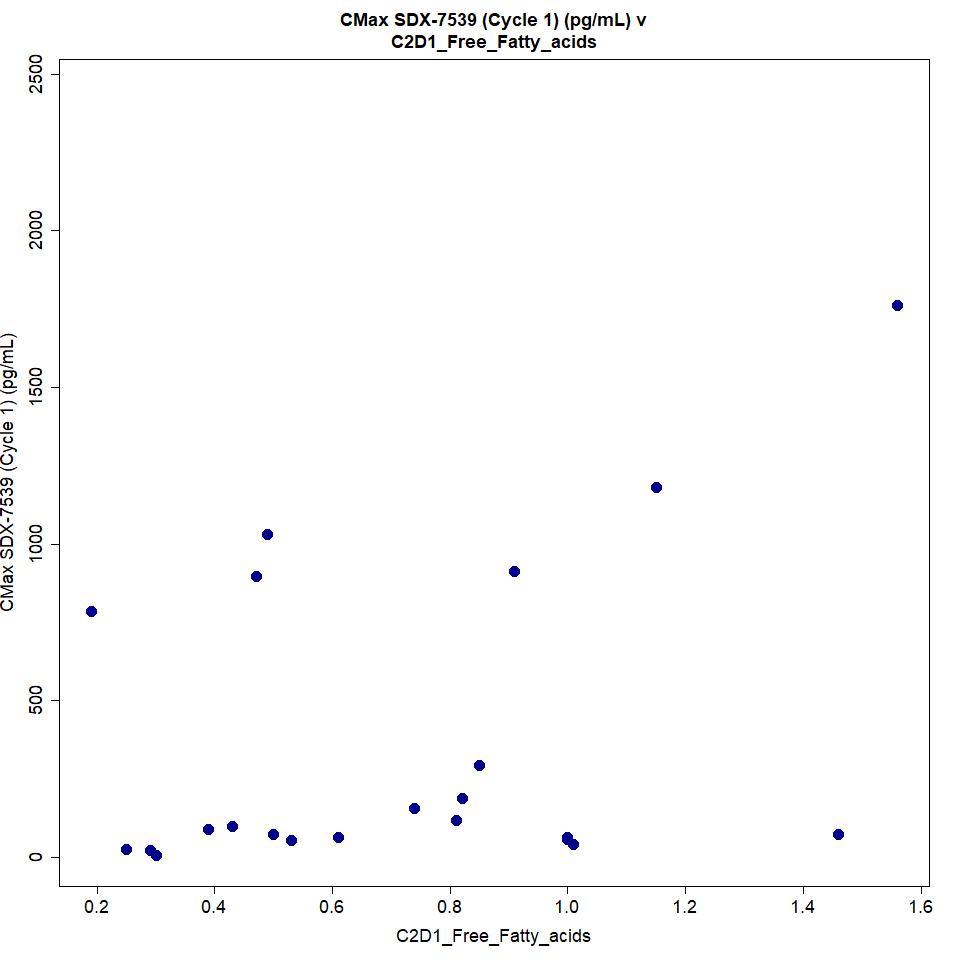 CMax SDX-7539 (Cycle 1) (pg/mL) v
C2D1_Free_Fatty_acids
2500
2000
1500
1000
500
0
CMax SDX-7539 (Cycle 1) (pg/mL)
0.2 0.4 0.6 0.8 1.0 1.2 1.4 1.6
C2D1_Free_Fatty_acids